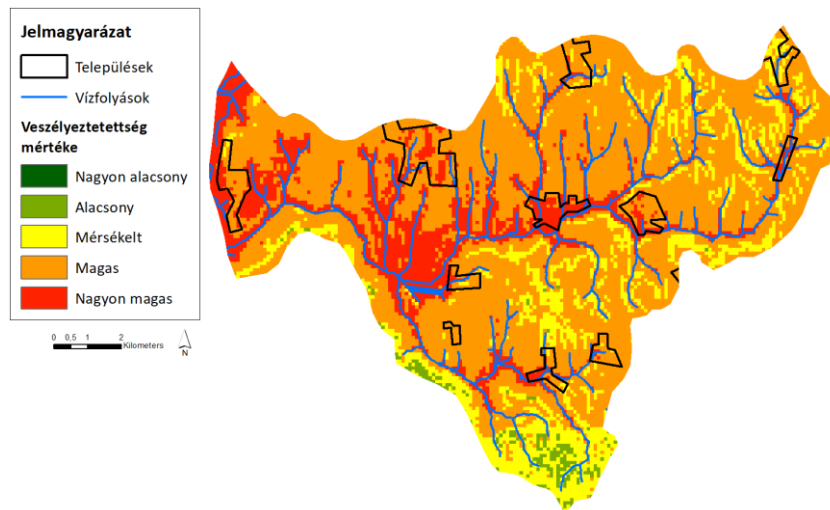 Jelmagyarázat
Települések
Vízfolyások
Veszélyeztetettség
mértéke
Nagyon alacsony
Alacsony
Mérsékelt
Magas
Nagyon magas
0 0,5 1 2
Kilometers
N